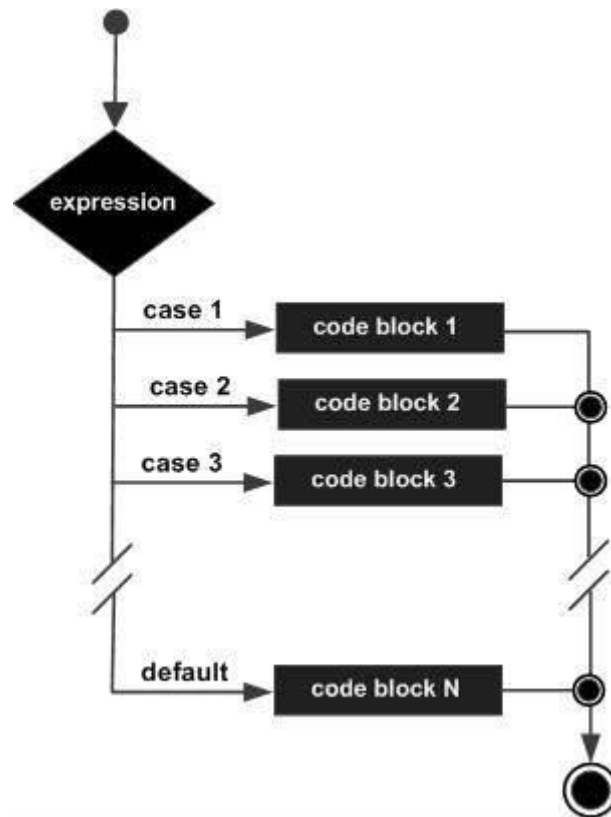 expression
case 1
code block 1
case 2
code block 2
case 3
code block 3
default
code block N